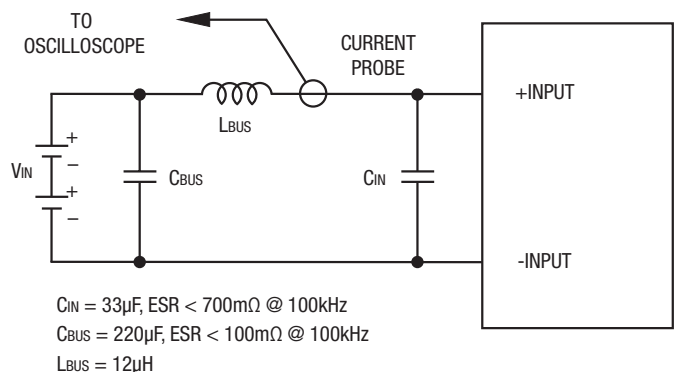 TO
OSCILLOSCOPE
CURRENT
PROBE
+INPUT
LBUS
+
VIN
−
+
−
CBUS
CIN
-INPUT
CIN = 33µF, ESR < 700mΩ @ 100kHz
CBUS = 220µF, ESR < 100mΩ @ 100kHz
LBUS = 12µH